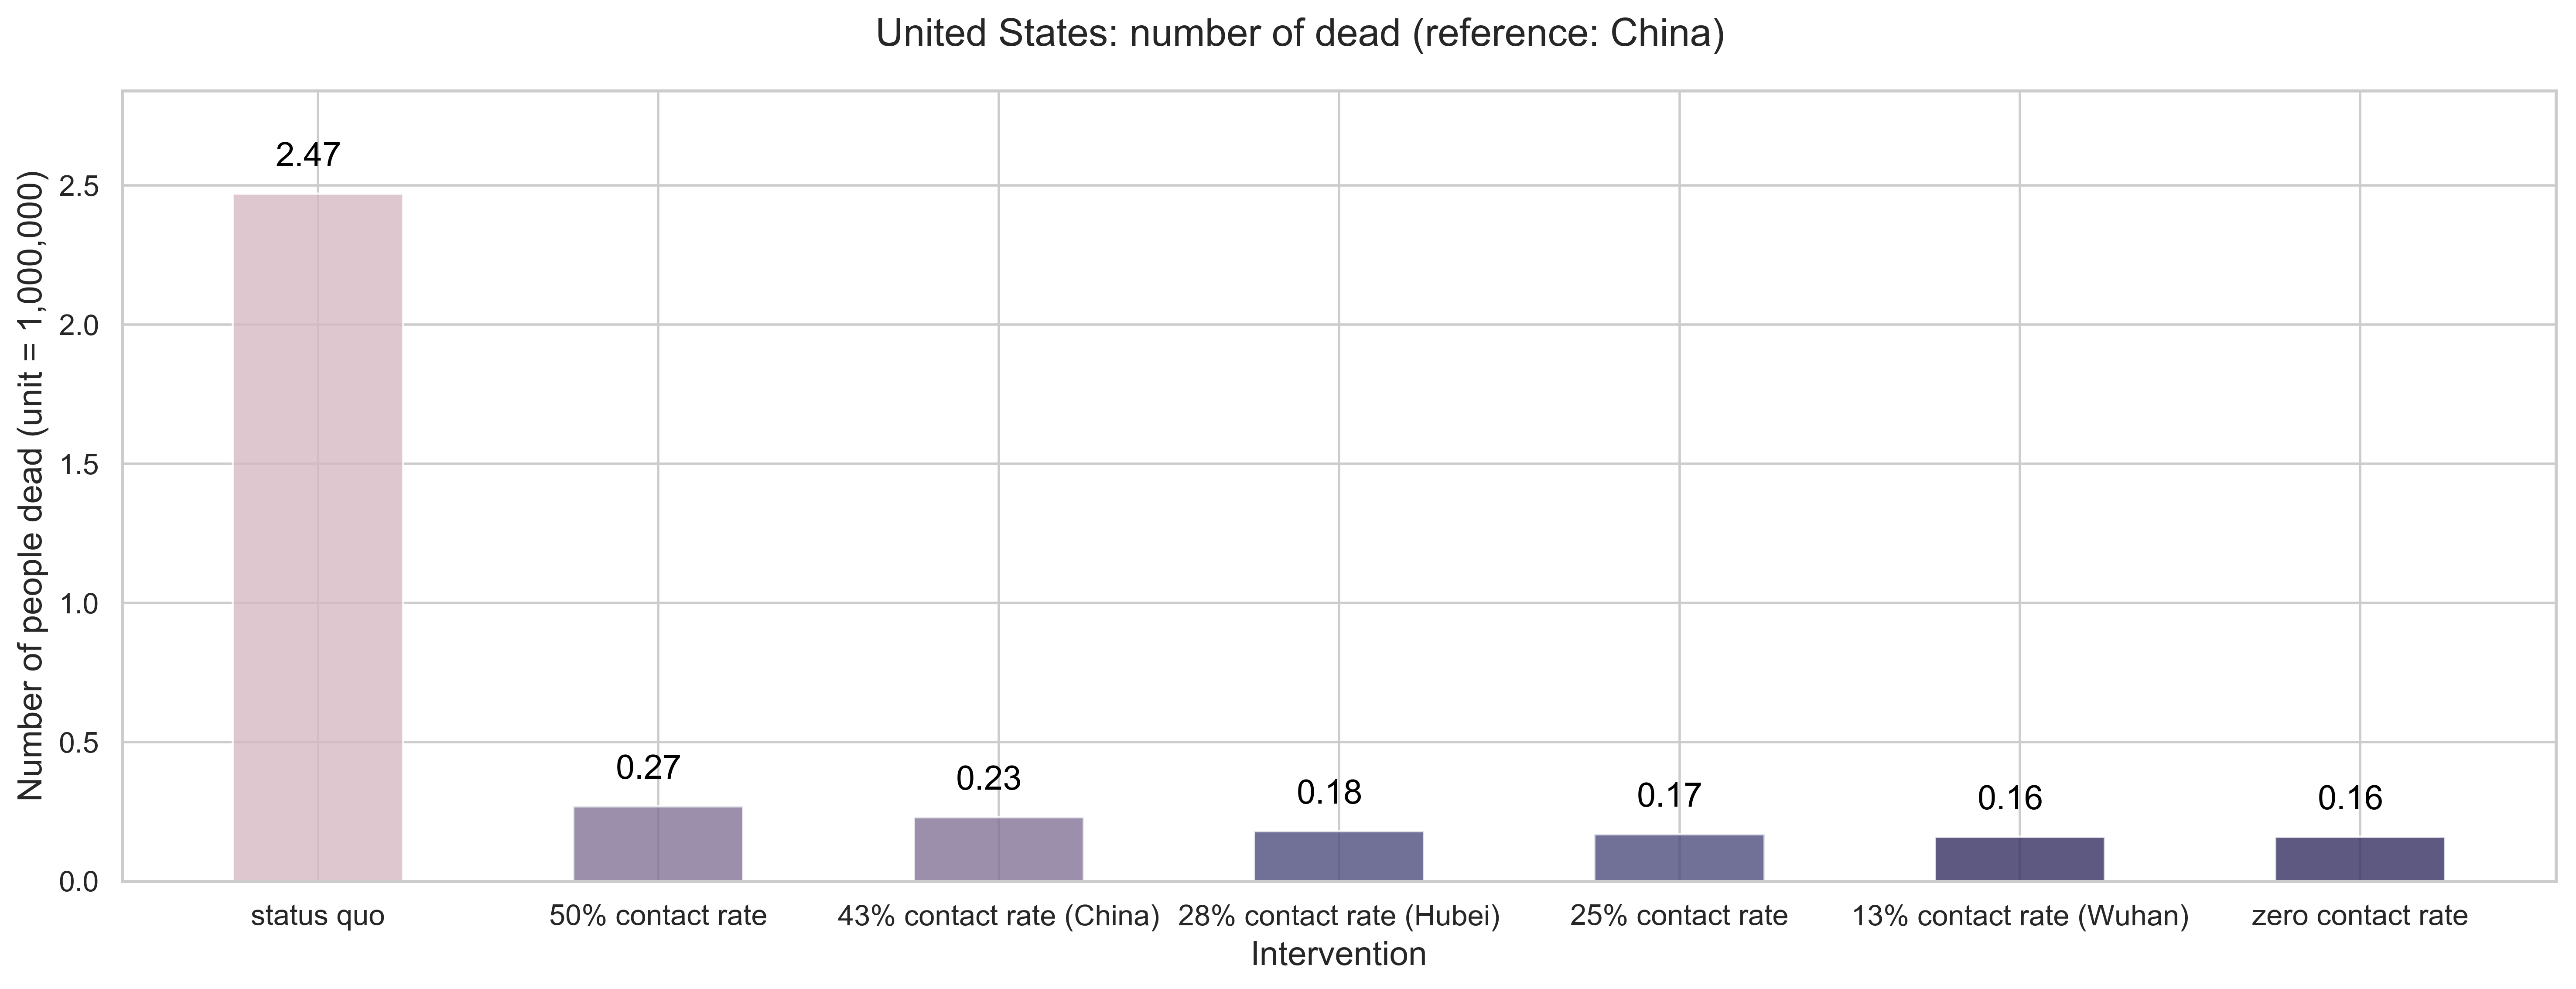 United States: number of dead (reference: China)
Number of people dead (unit = 1,000,000)
2.5
2.0
1.5
1.0
0.5
0.0
2.47
0.27
0.23
0.18
0.17
0.16
0.16
status quo
50% contact rate
43% contact rate (China)
28% contact rate (Hubei)
25% contact rate
13% contact rate (Wuhan)
zero contact rate
Intervention